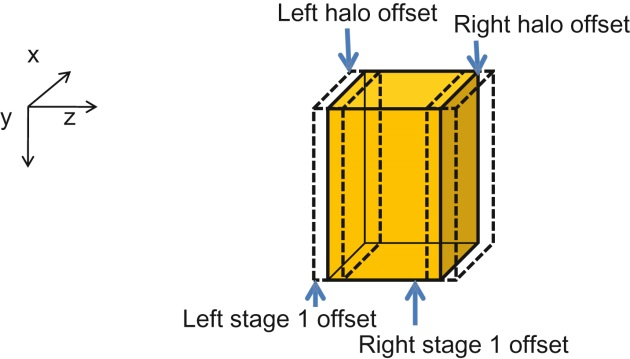 Left halo offset
Right halo offset
x
y
z
Left stage 1 offset
Right stage 1 offset